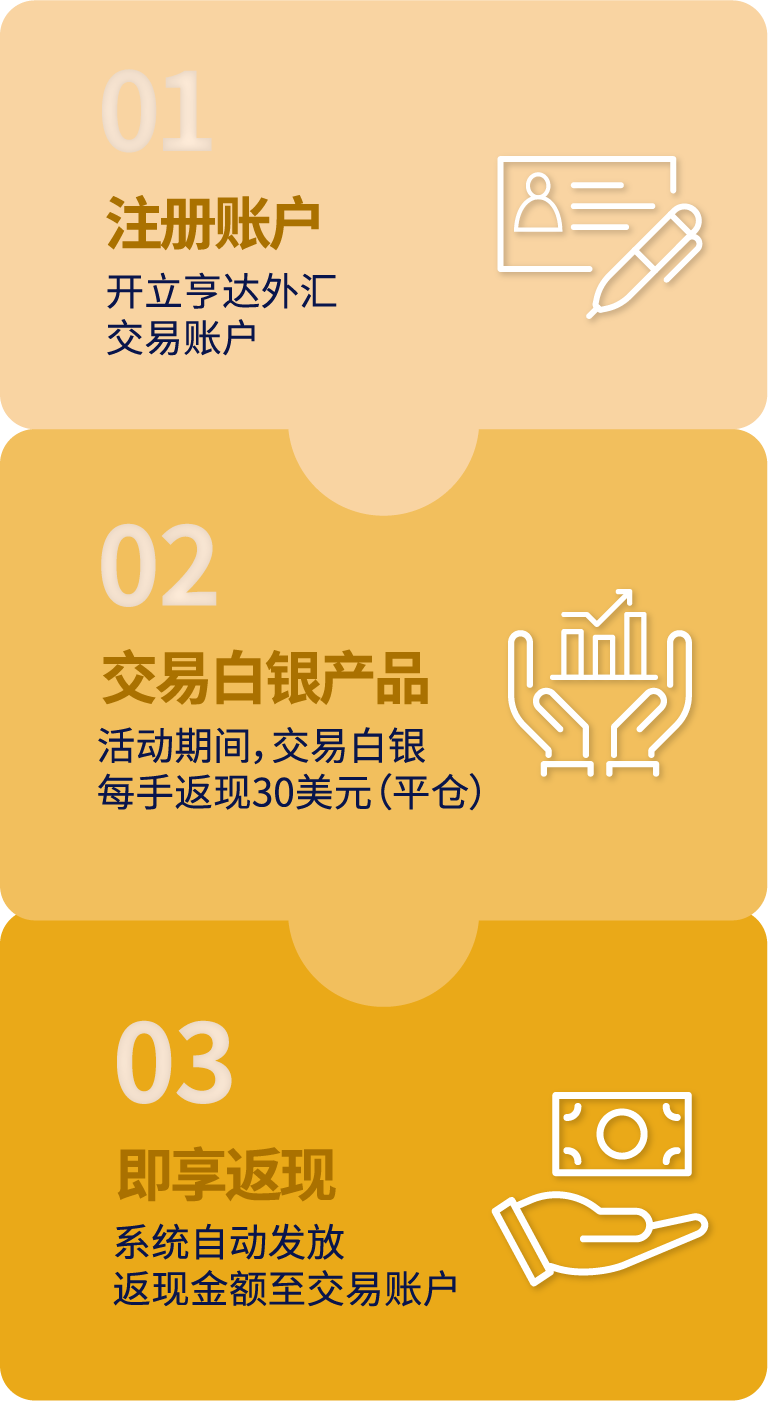 01
注册账户
开立亨达外汇
交易账户
02
交易白银产品
活动期间，交易白银
每手返现30美元（平仓）
03
即享返现
系统自动发放
返现金额至交易账户